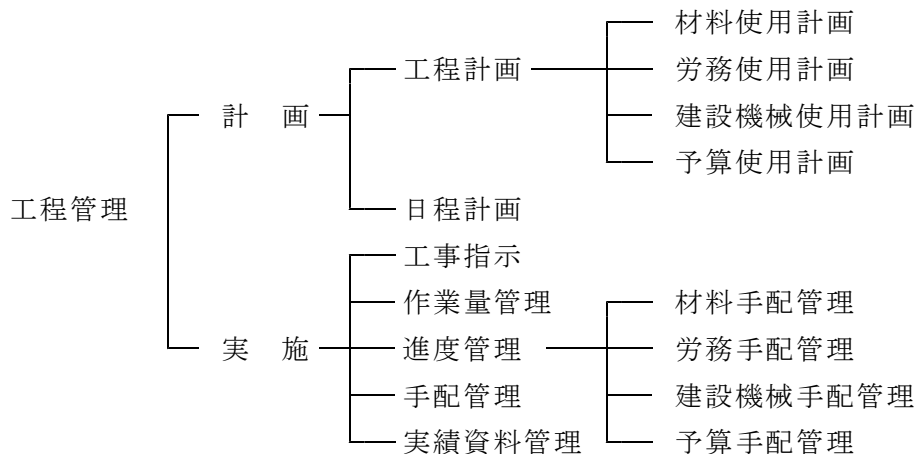 工程管理
計　画
工程計画
材料使用計画
労務使用計画
建設機械使用計画
予算使用計画
日程計画
実　施
工事指示
作業量管理
進度管理
材料手配管理
労務手配管理
建設機械手配管理
予算手配管理
手配管理
実績資料管理